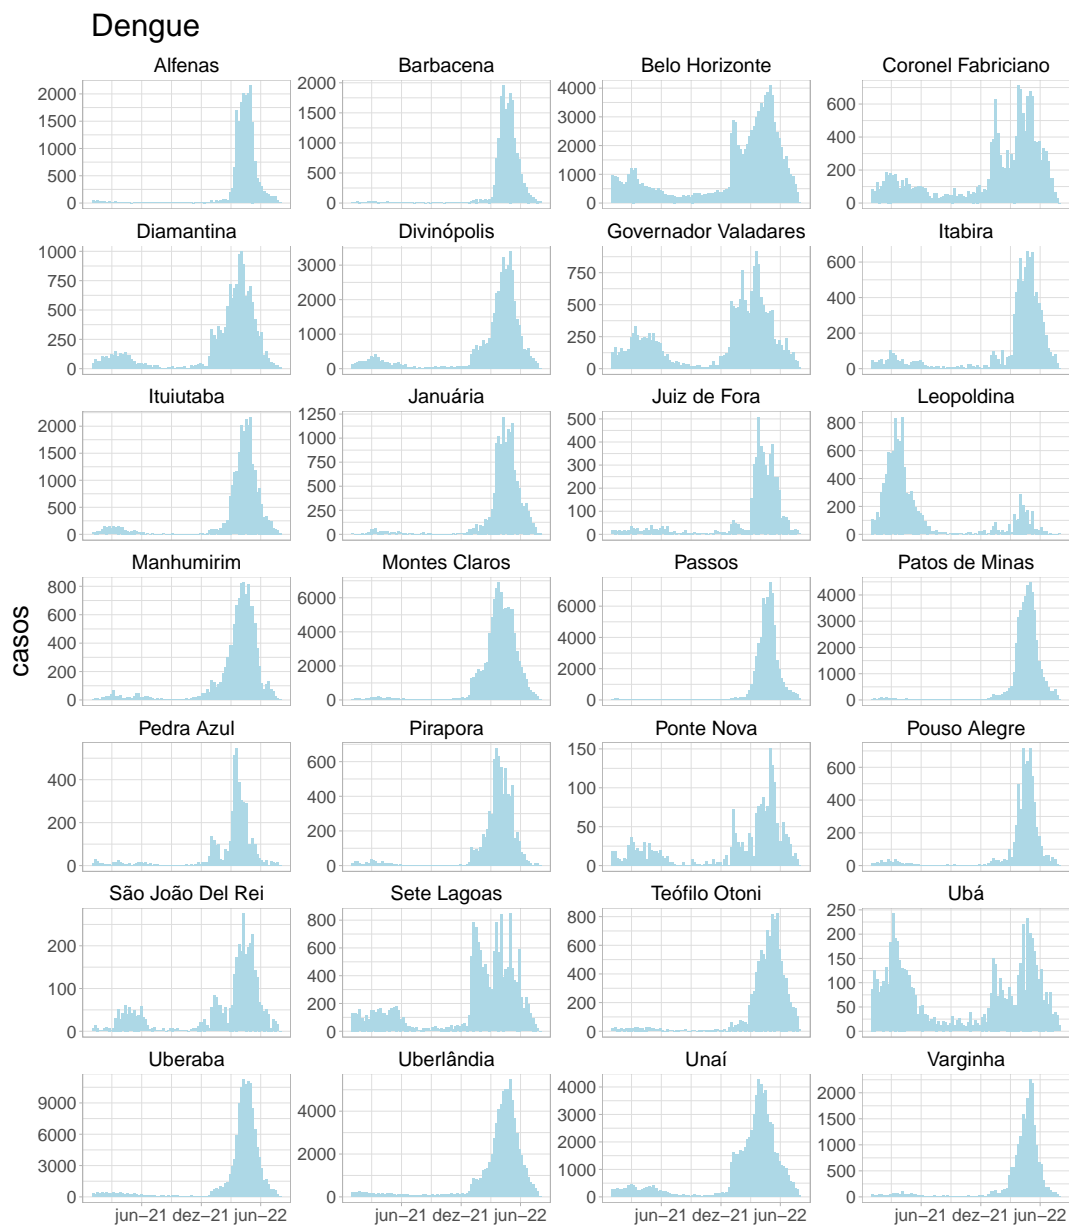 Dengue
Alfenas Barbacena Belo Horizonte Coronel Fabriciano
2000 1500 1000 500 0 2000 1500 1000 500 0 4000 3000 2000 1000 0 600 400 200 0
Diamantina Divinópolis Governador Valadares Itabira
1000 750 500 250 0 3000 2000 1000 0 750 500 250 0 600 400 200 0
Ituiutaba Januária Juiz de Fora Leopoldina
2000 1500 1000 500 0 1250 1000 750 500 250 0 500 400 300 200 100 0 800 600 400 200 0
Manhumirim Montes Claros Passos Patos de Minas
800 600 400 200 0 6000 4000 2000 0 6000 4000 2000 0 4000 3000 2000 1000 0
casos
Pedra Azul Pirapora Ponte Nova Pouso Alegre
400 200 0 600 400 200 0 150 100 50 0 600 400 200 0
São João Del Rei Sete Lagoas Teófilo Otoni Ubá
200 100 0 800 600 400 200 0 800 600 400 200 0 250 200 150 100 50 0
Uberaba Uberlândia Unaí Varginha
9000 6000 3000 0 4000 2000 0 4000 3000 2000 1000 0 2000 1500 1000 500 0
jun−21 dez−21 jun−22 jun−21 dez−21 jun−22 jun−21 dez−21 jun−22 jun−21 dez−21 jun−22